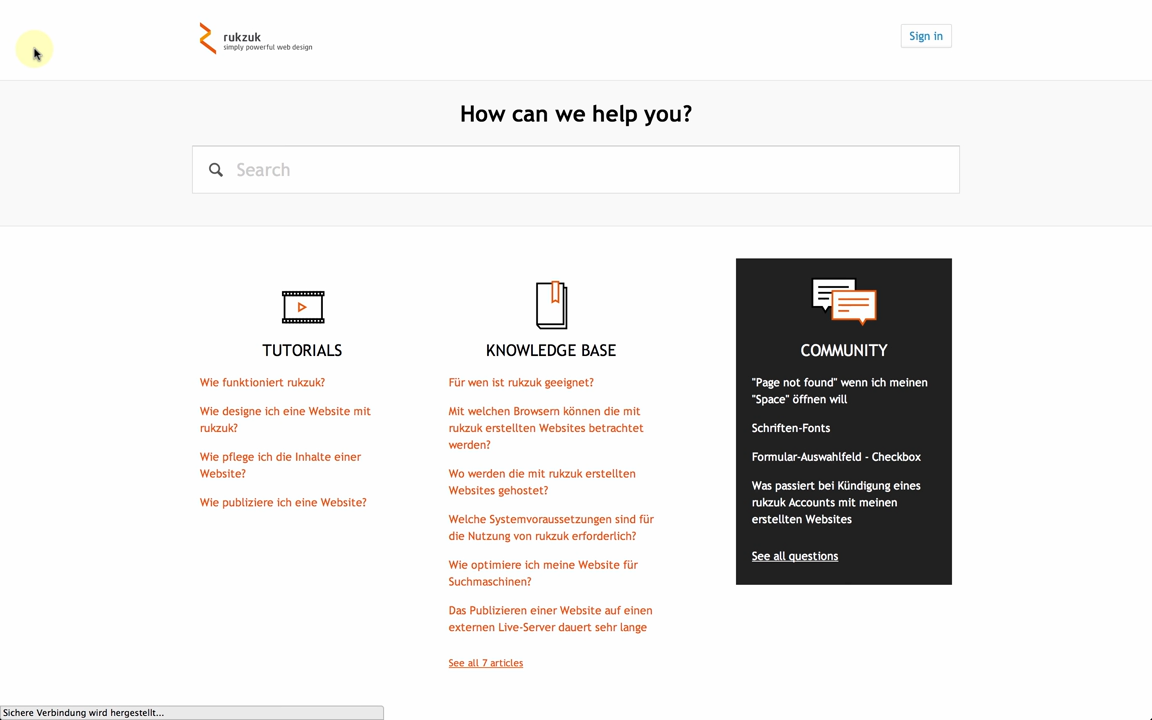 rukzuk
simply powerful web design
Sign in
How can we help you?
Search
TUTORIALS
Wie funktioniert rukzuk?
Wie designe ich eine Website mit
rukzuk?
Wie pflege ich die Inhalte einer
Website?
Wie publiziere ich eine Website?
KNOWLEDGE BASE
Für wen ist rukzuk geeignet?
Mit welchen Browsern können die mit
rukzuk erstellten Websites betrachtet
werden?
Wo werden die mit rukzuk erstellten
Websites gehostet?
Welche Systemvoraussetzungen sind für
die Nutzung von rukzuk erforderlich?
Wie optimiere ich meine Website für
Suchmaschinen?
Das Publizieren einer Website auf einen
externen Live-Server dauert sehr lange
See all 7 articles
COMMUNITY
"Page not found" wenn ich meinen
"Space" öffnen will
Schriften-Fonts
Formular-Auswahlfeld - Checkbox
Was passiert bei Kündigung eines
rukzuk Accounts mit meinen
erstellten Websites
See all questions
Sichere Verbindung wird hergestellt...